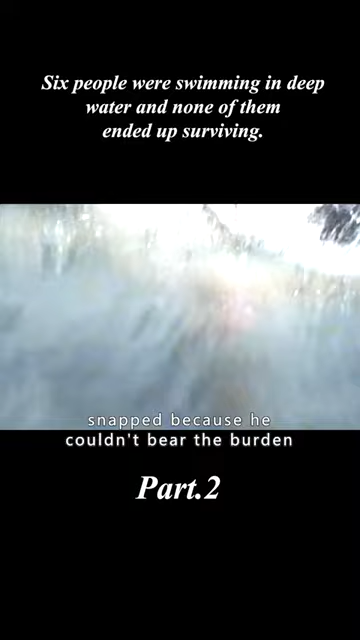 Six people were swimming in deep
water and none of them
ended up surviving.
snapped because he
couldn't bear the burden
Part.2